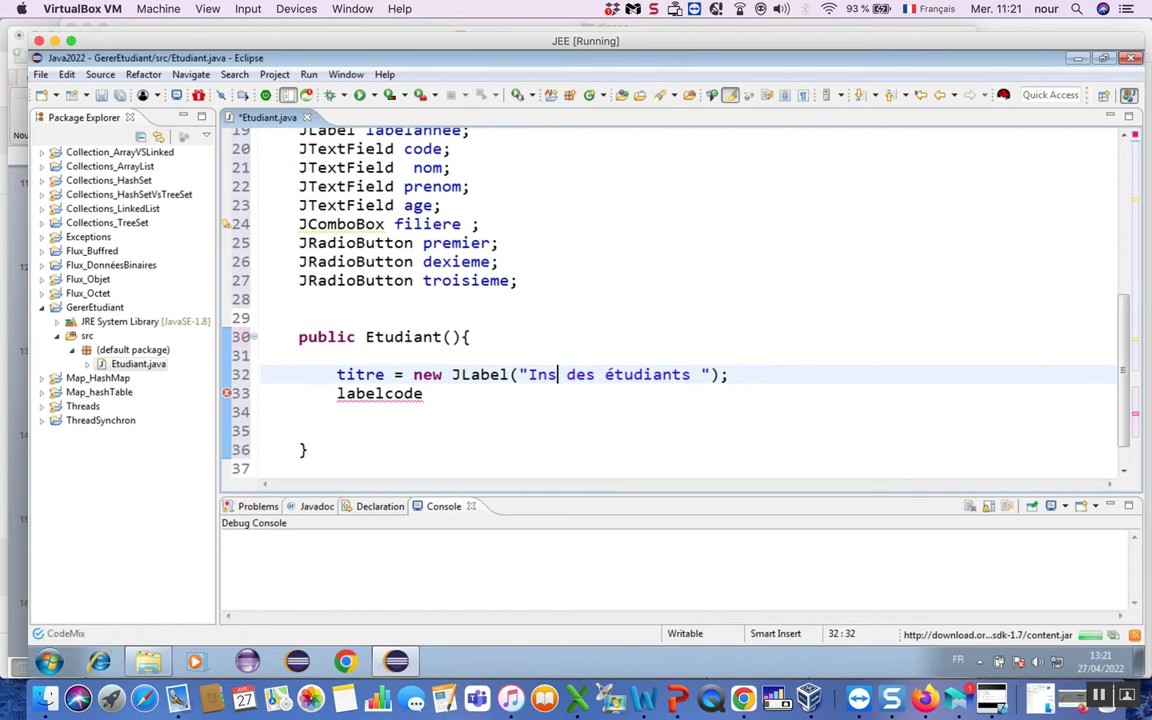 VirtualBox VM Machine View Input Devices Window Help 93 % Français Mer. 11:21 nour
JEE [Running]
Java2022 - GererEtudiant/src/Etudiant.java - Eclipse
File Edit Source Refactor Navigate Search Project Run Window Help
Quick Access
Package Explorer
*Etudiant.java
Collection_ArrayVSLinked
Collections_ArrayList
Collections_HashSet
Collections_HashSetVsTreeSet
Collections_LinkedList
Collections_TreeSet
Exceptions
Flux_Buffred
Flux_DonnéesBinaires
Flux_Objet
Flux_Octet
GererEtudiant
JRE System Library [JavaSE-1.8]
src
(default package)
Etudiant.java
Map_HashMap
Map_hashTable
Threads
ThreadSynchron
19 JLabel labelannee;
20 JTextField code;
21 JTextField nom;
22 JTextField prenom;
23 JTextField age;
24 JComboBox filiere ;
25 JRadioButton premier;
26 JRadioButton dexieme;
27 JRadioButton troisieme;
28
29
30 public Etudiant(){
31
32 titre = new JLabel("Ins des étudiants ");
33 labelcode
34
35
36 }
37
Problems Javadoc Declaration Console
Debug Console
CodeMix
Writable Smart Insert 32 : 32 http://download.or...sdk-1.7/content.jar
FR 13:21
27/04/2022